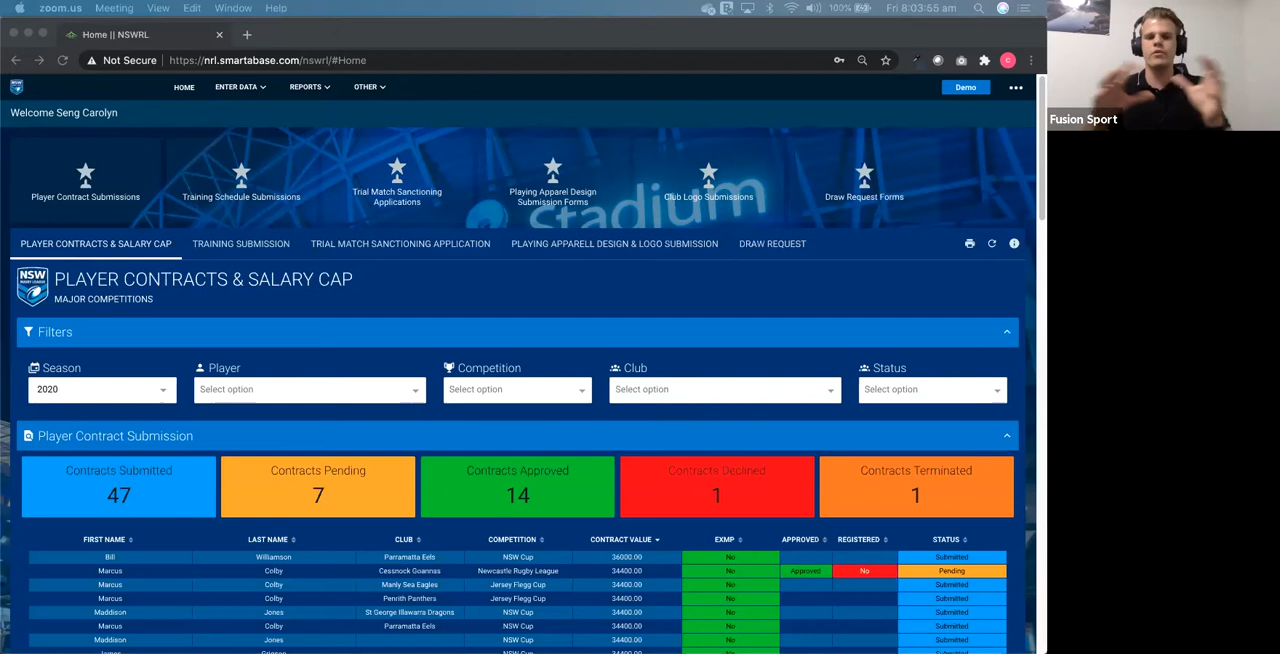 zoom.us Meeting View Edit Window Help 100% Fri 8:03:55 am
Home || NSWRL
Not Secure https://nrl.smartabase.com/nswrl/#Home
Fusion Sport
HOME ENTER DATA REPORTS OTHER Demo
Welcome Seng Carolyn
Player Contract Submissions
Training Schedule Submissions
Trial Match Sanctioning
Applications
Playing Apparel Design
Submission Forms
Club Logo Submissions
Draw Request Forms
Stadium
PLAYER CONTRACTS & SALARY CAP TRAINING SUBMISSION TRIAL MATCH SANCTIONING APPLICATION PLAYING APPARELL DESIGN & LOGO SUBMISSION DRAW REQUEST
NSW
PLAYER CONTRACTS & SALARY CAP
MAJOR COMPETITIONS
Filters
Season Player Competition Club Status
2020 Select option Select option Select option Select option
Player Contract Submission
Contracts Submitted Contracts Pending Contracts Approved Contracts Declined Contracts Terminated
47 7 14 1 1
FIRST NAME LAST NAME CLUB COMPETITION CONTRACT VALUE EXMP APPROVED REGISTERED STATUS
Bill Williamson Parramatta Eels NSW Cup 36000.00 No Submitted
Marcus Colby Cessnock Goannas Newcastle Rugby League 34400.00 No Approved No Pending
Marcus Colby Manly Sea Eagles Jersey Flegg Cup 34400.00 No Submitted
Marcus Colby Penrith Panthers Jersey Flegg Cup 34400.00 No Submitted
Maddison Jones St George Illawarra Dragons NSW Cup 34400.00 No Submitted
Marcus Colby Parramatta Eels NSW Cup 34400.00 No Submitted
Maddison Jones NSW Cup 34400.00 No Submitted
NSW Cup 34400.00 No Submitted